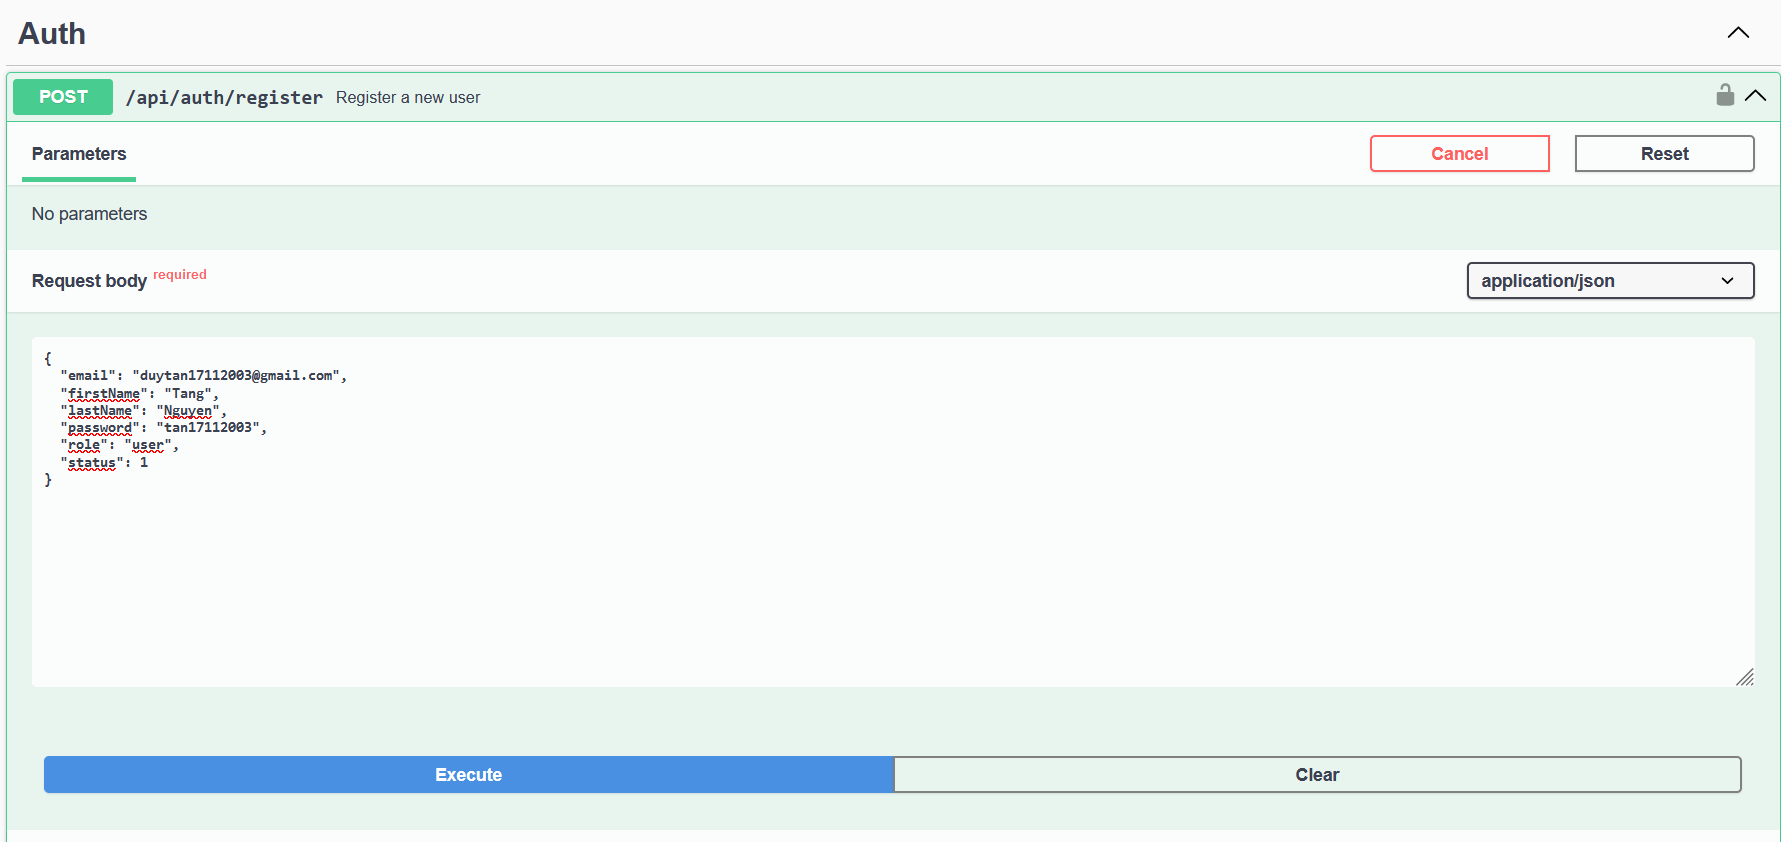 Auth
POST /api/auth/register Register a new user
Parameters
Cancel
Reset
No parameters
Request body required
application/json
{
  "email": "duytan17112003@gmail.com",
  "firstName": "Tang",
  "lastName": "Nguyen",
  "password": "tan17112003",
  "role": "user",
  "status": 1
}
Execute
Clear